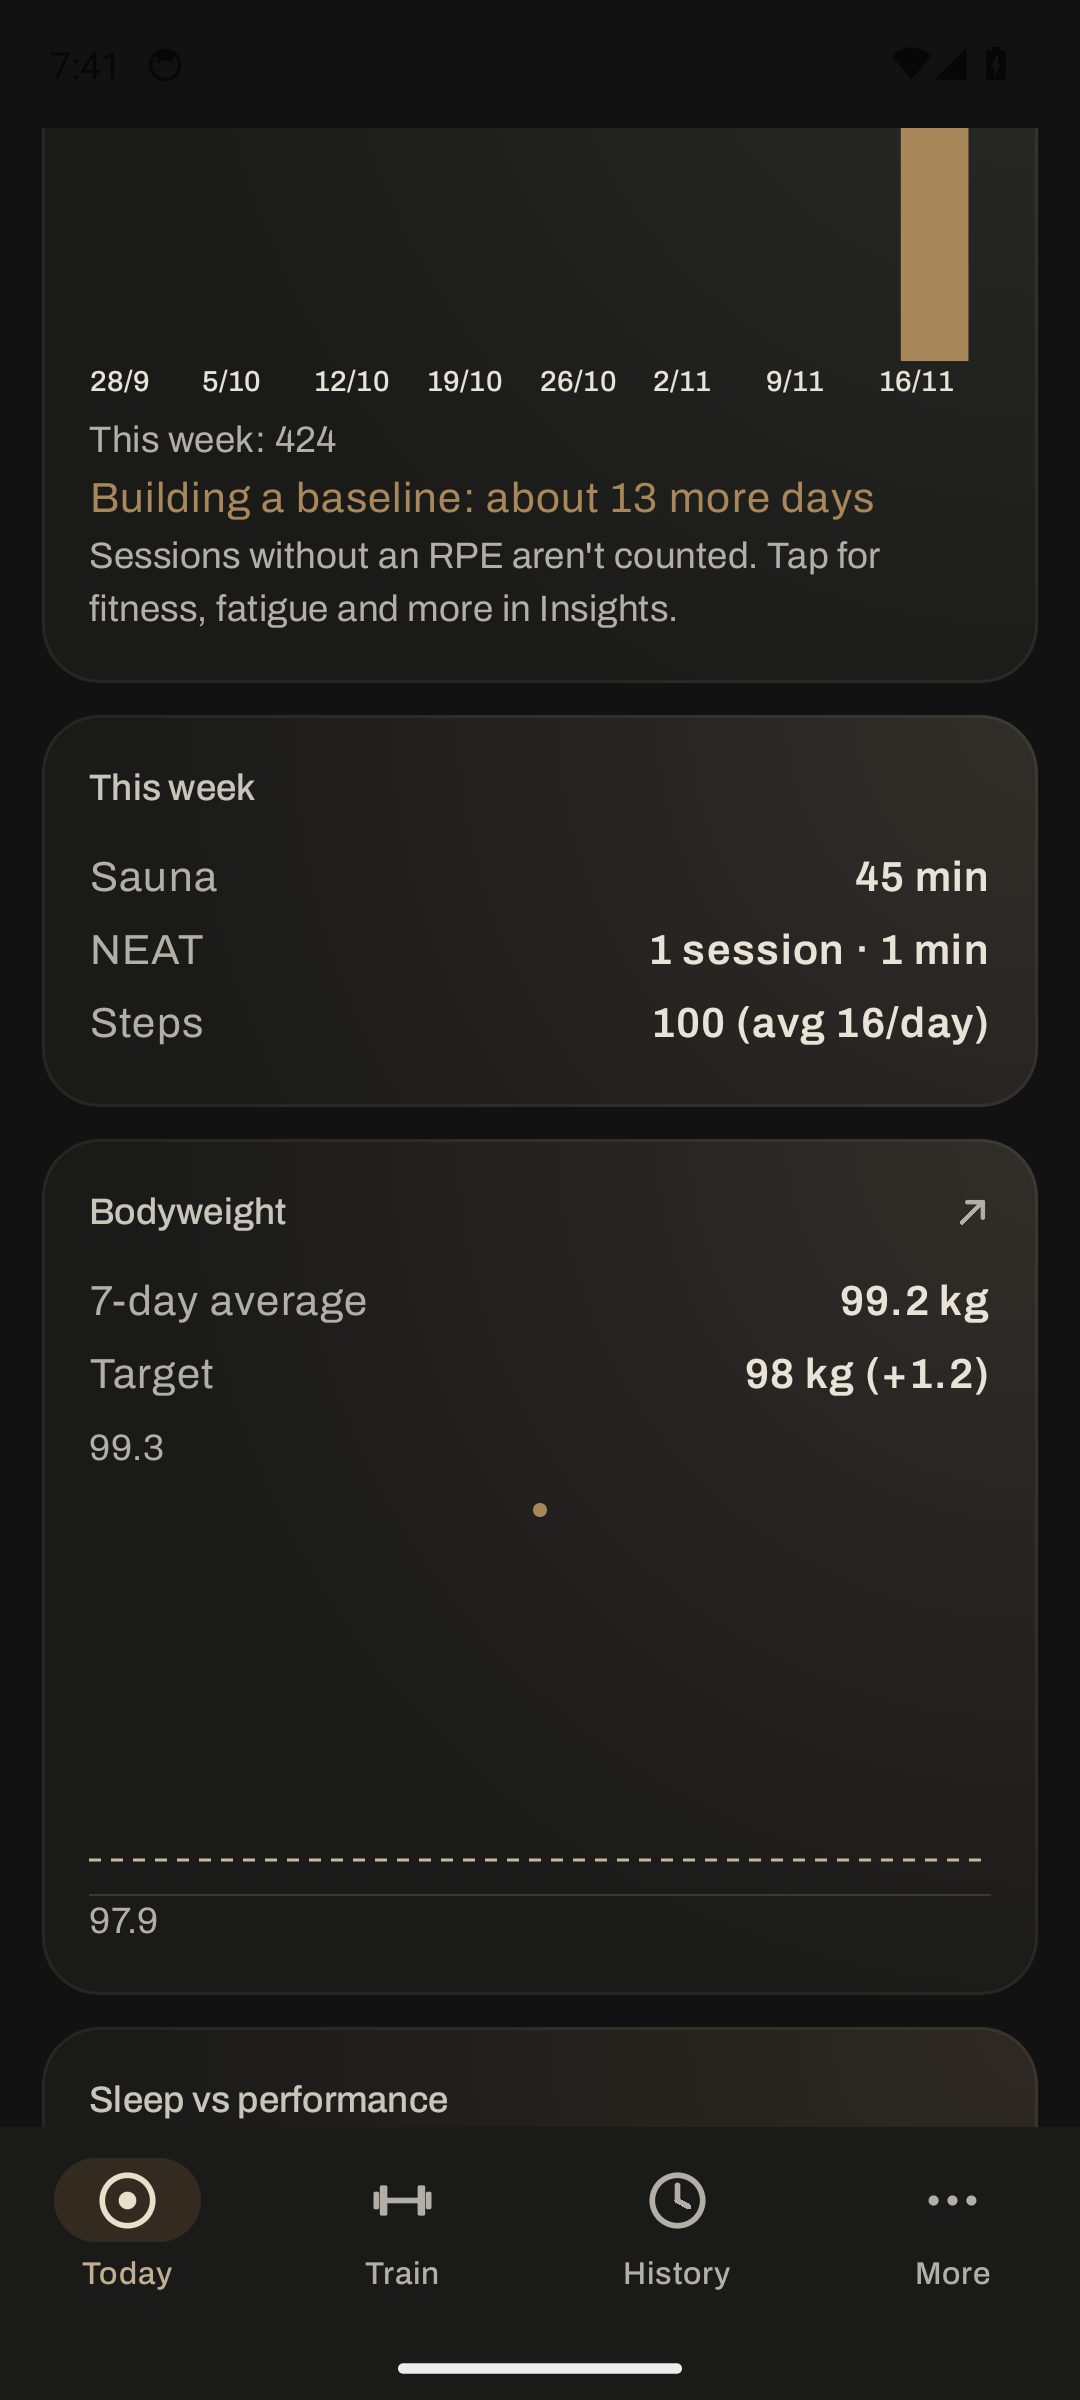 7:41
28/9 5/10 12/10 19/10 26/10 2/11 9/11 16/11
This week: 424
Building a baseline: about 13 more days
Sessions without an RPE aren't counted. Tap for
fitness, fatigue and more in Insights.
This week
Sauna 45 min
NEAT 1 session · 1 min
Steps 100 (avg 16/day)
Bodyweight
7-day average 99.2 kg
Target 98 kg (+1.2)
99.3
97.9
Sleep vs performance
Today Train History More